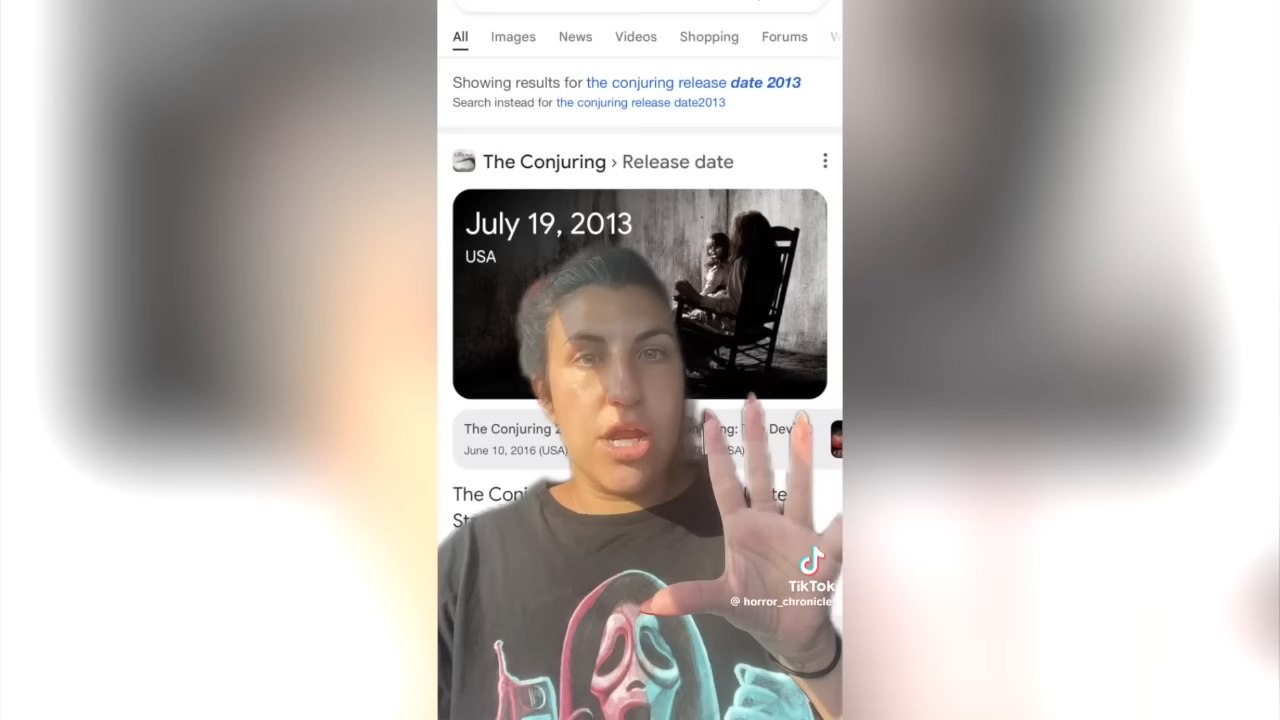 All Images News Videos Shopping Forums
Showing results for the conjuring release date 2013
Search instead for the conjuring release date2013
The Conjuring › Release date
July 19, 2013
USA
The Conjuring 2
June 10, 2016 (USA)
TikTok
@ horror_chronicle